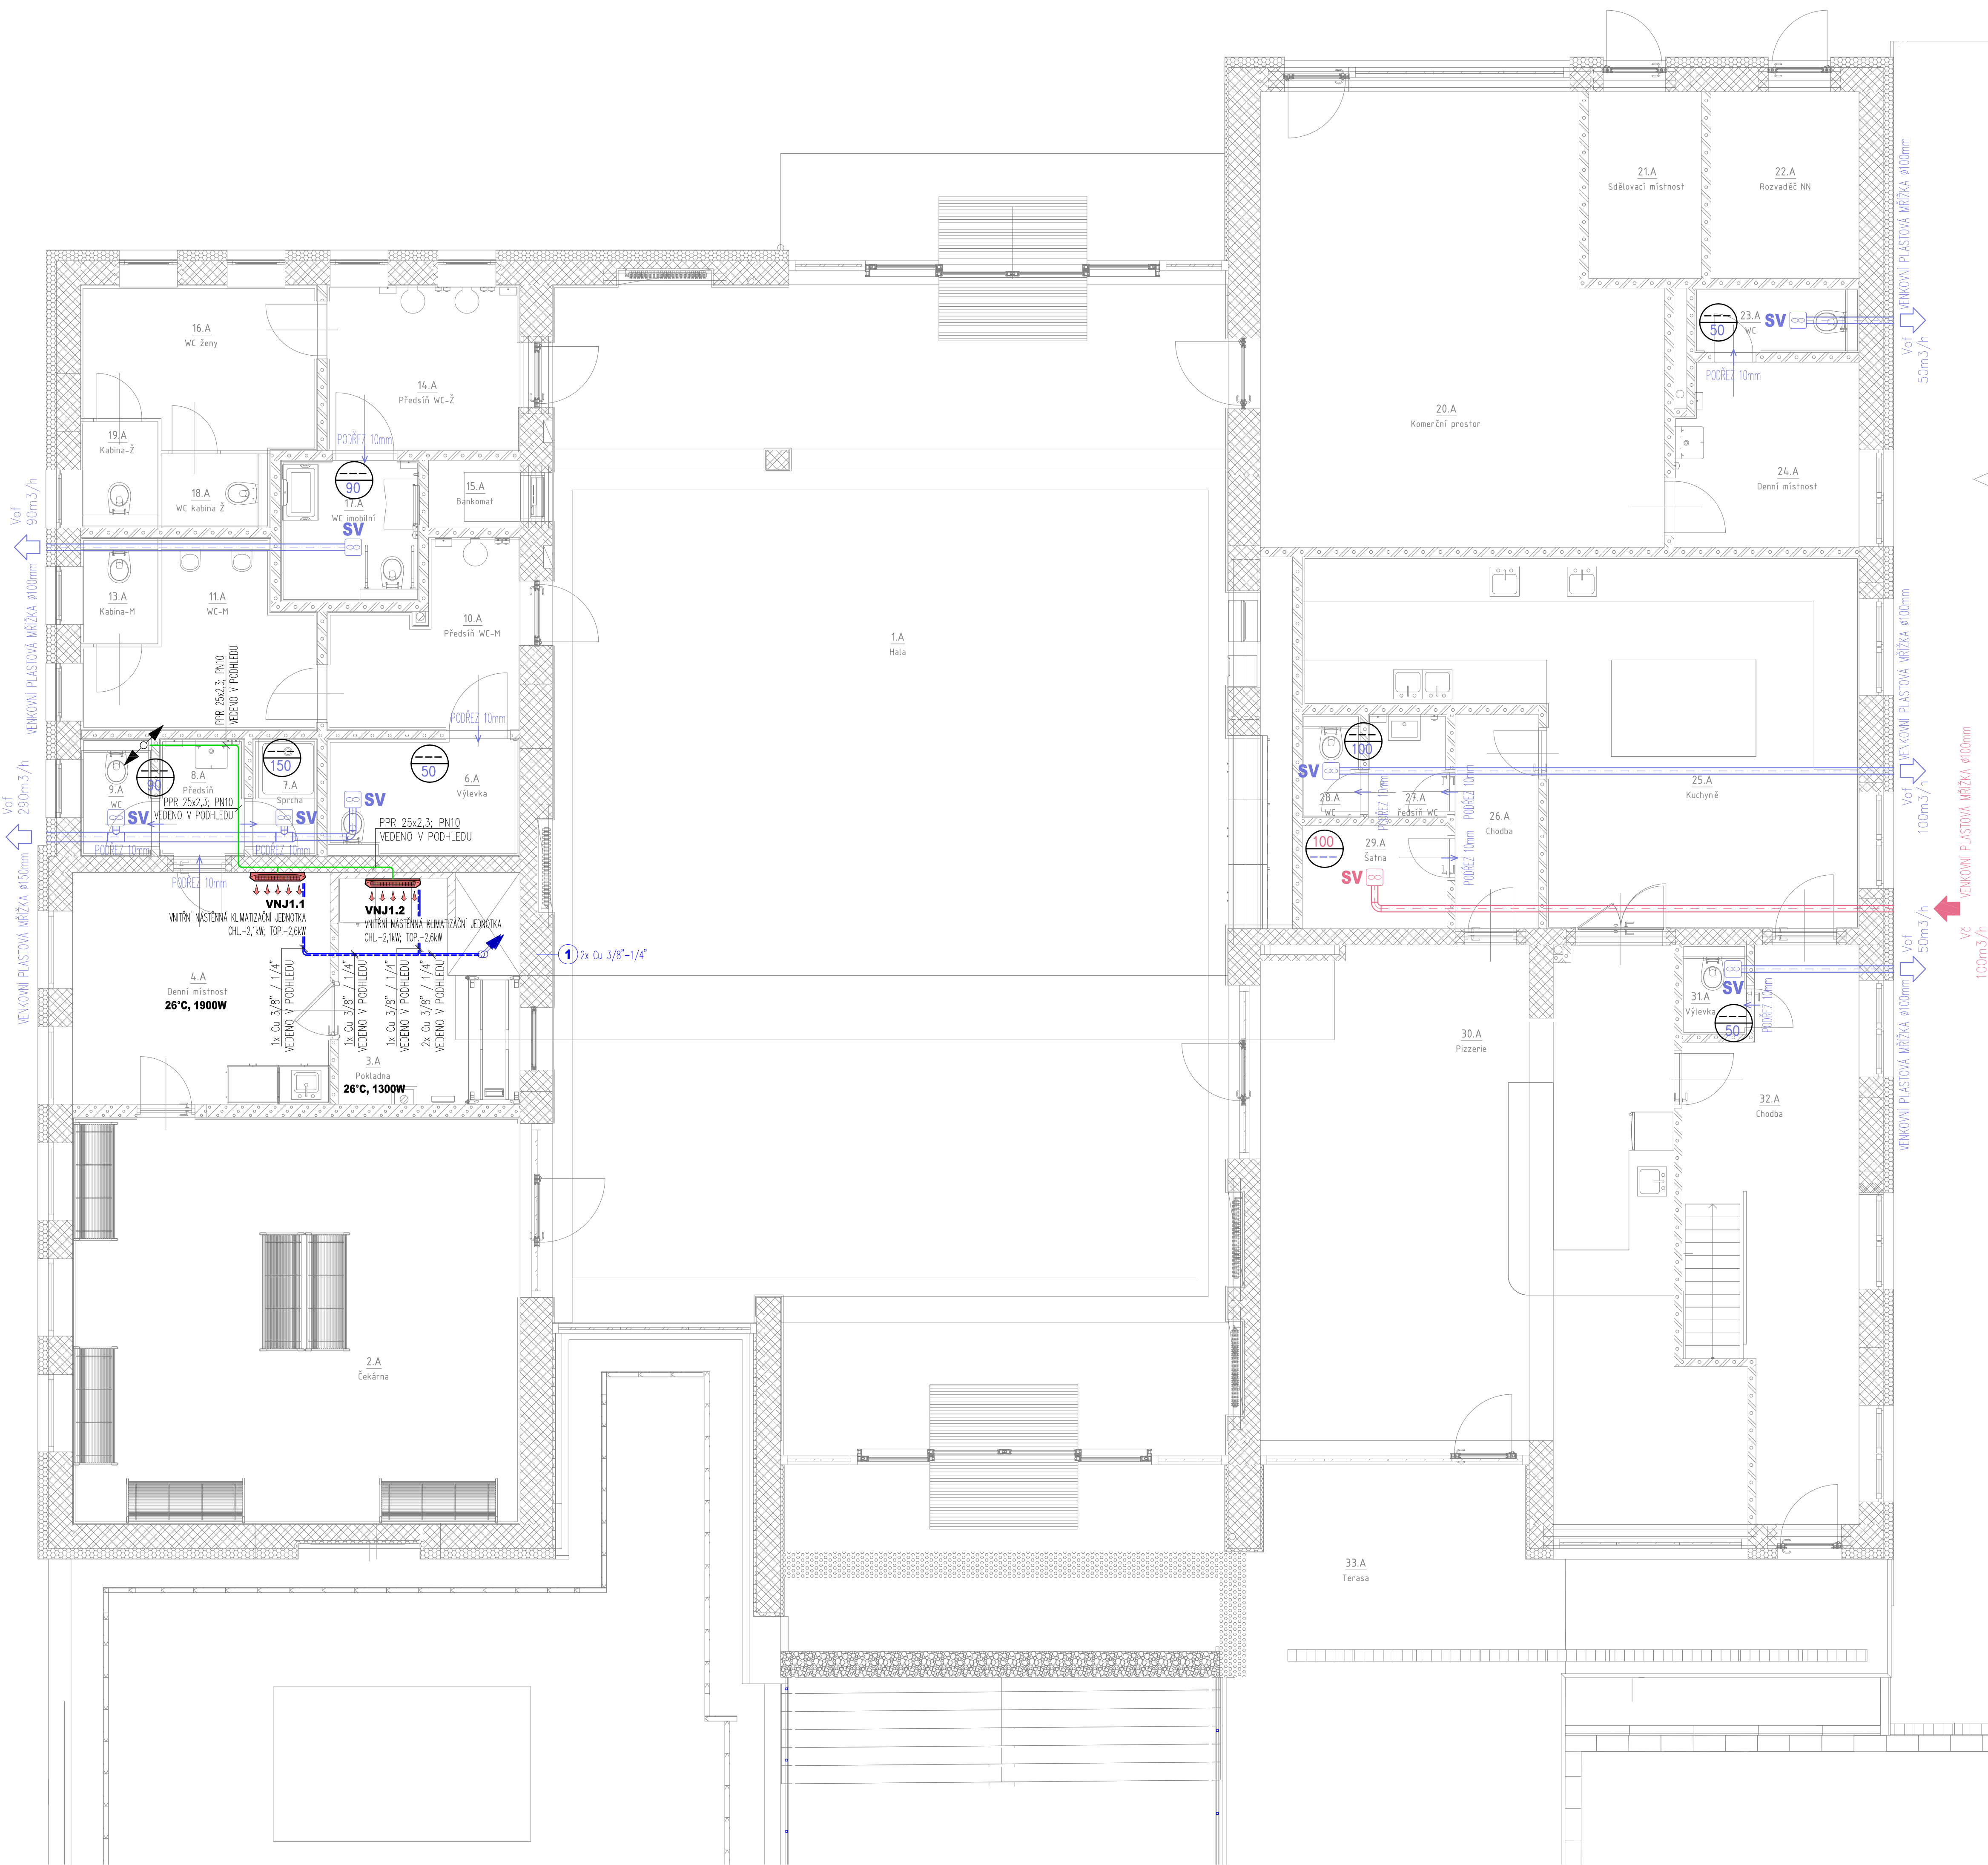 21.A
Sdělovací místnost
22.A
Rozvaděč NN
VENKOVNÍ PLASTOVÁ MŘÍŽKA ø100mm
Vof
50m3/h
50
23.A
WC
SV
PODŘEZ 10mm
16.A
WC ženy
14.A
Předsíň WC-Ž
20.A
Komerční prostor
24.A
Denní místnost
19.A
Kabina-Ž
18.A
WC kabina Ž
PODŘEZ 10mm
90
17.A
WC imobilní
SV
15.A
Bankomat
Vof
90m3/h
VENKOVNÍ PLASTOVÁ MŘÍŽKA ø100mm
13.A
Kabina-M
11.A
WC-M
10.A
Předsíň WC-M
1.A
Hala
PPR 25x2,3; PN10
VEDENO V PODHLEDU
PODŘEZ 10mm
Vof
290m3/h
VENKOVNÍ PLASTOVÁ MŘÍŽKA ø150mm
9.A
WC
90
8.A
Předsíň
150
7.A
Sprcha
50
6.A
Výlevka
PPR 25x2,3; PN10
VEDENO V PODHLEDU
SV
SV
SV
PPR 25x2,3; PN10
VEDENO V PODHLEDU
PODŘEZ 10mm
PODŘEZ 10mm
PODŘEZ 10mm
VNJ1.1
VNITŘNÍ NÁSTĚNNÁ KLIMATIZAČNÍ JEDNOTKA
CHL.-2,1kW; TOP.-2,6kW
VNJ1.2
VNITŘNÍ NÁSTĚNNÁ KLIMATIZAČNÍ JEDNOTKA
CHL.-2,1kW; TOP.-2,6kW
1
2x Cu 3/8"-1/4"
1x Cu 3/8" / 1/4"
VEDENO V PODHLEDU
1x Cu 3/8" / 1/4"
VEDENO V PODHLEDU
1x Cu 3/8" / 1/4"
VEDENO V PODHLEDU
2x Cu 3/8" / 1/4"
VEDENO V PODHLEDU
4.A
Denní místnost
26°C, 1900W
3.A
Pokladna
26°C, 1300W
2.A
Čekárna
100
SV
28.A
WC
27.A
ředsíň WC
PODŘEZ 10mm
PODŘEZ 10mm
PODŘEZ 10mm
26.A
Chodba
25.A
Kuchyně
100
29.A
Šatna
SV
VENKOVNÍ PLASTOVÁ MŘÍŽKA ø100mm
Vof
100m3/h
VENKOVNÍ PLASTOVÁ MŘÍŽKA ø100mm
Vč
100m3/h
Vof
50m3/h
VENKOVNÍ PLASTOVÁ MŘÍŽKA ø100mm
SV
31.A
Výlevka
50
PODŘEZ 10mm
30.A
Pizzerie
32.A
Chodba
33.A
Terasa